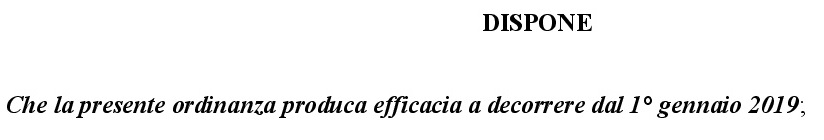 DISPONE
Che la presente ordinanza produca efficacia a decorrere dal 1° gennaio 2019;